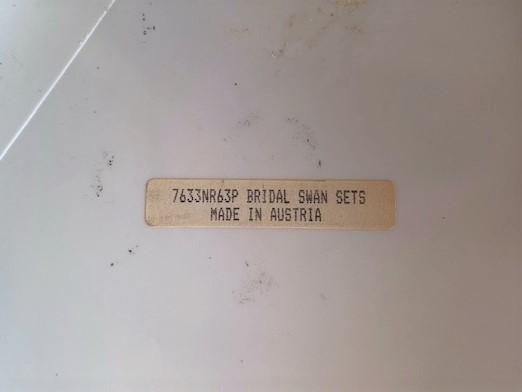 7633NR63P BRIDAL SWAN SETS
MADE IN AUSTRIA